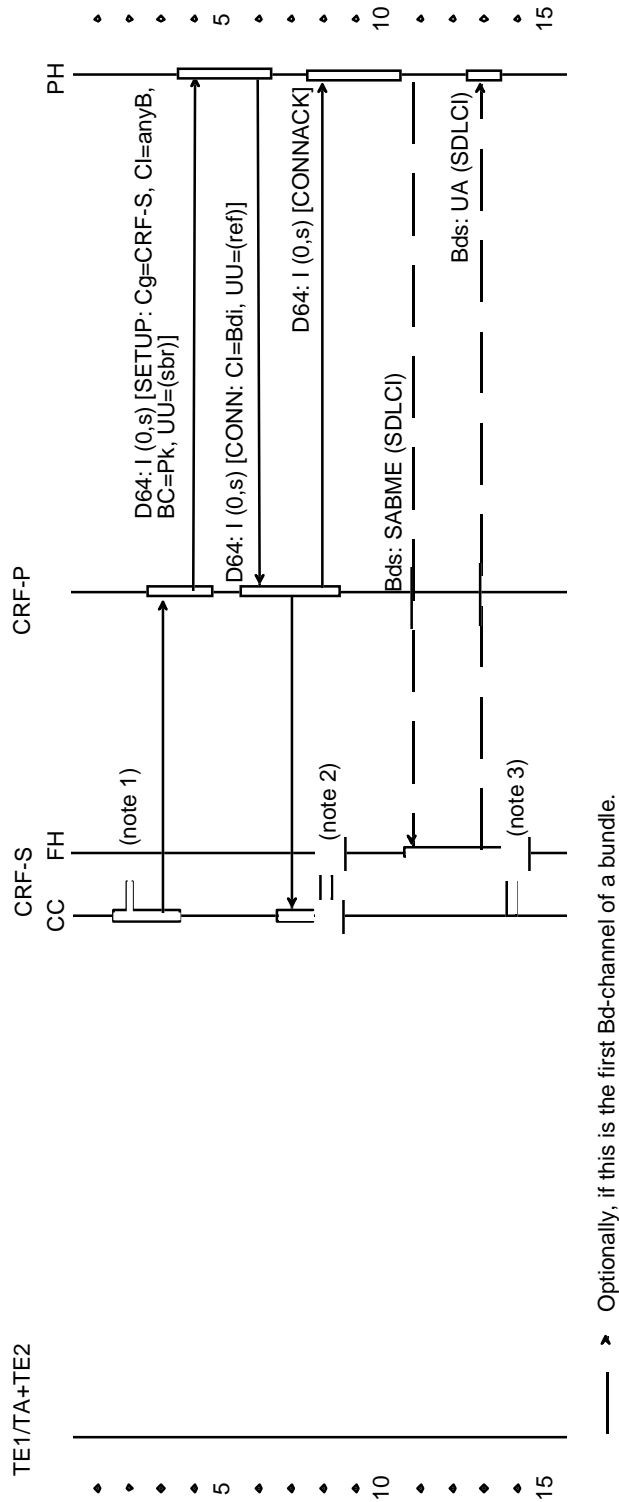 TE1/TA+TE2
CRF-S
CC
FH
CRF-P
PH
5
10
15
(note 1)
(note 2)
(note 3)
D64: I (0,s) [SETUP: Cg=CRF-S, CI=anyB,
BC=Pk, UU=(sbr)]
D64: I (0,s) [CONN: CI=Bdi, UU=(ref)]
D64: I (0,s) [CONNACK]
Bds: SABME (SDLCI)
Bds: UA (SDLCI)
5
10
15
Optionally, if this is the first Bd-channel of a bundle.